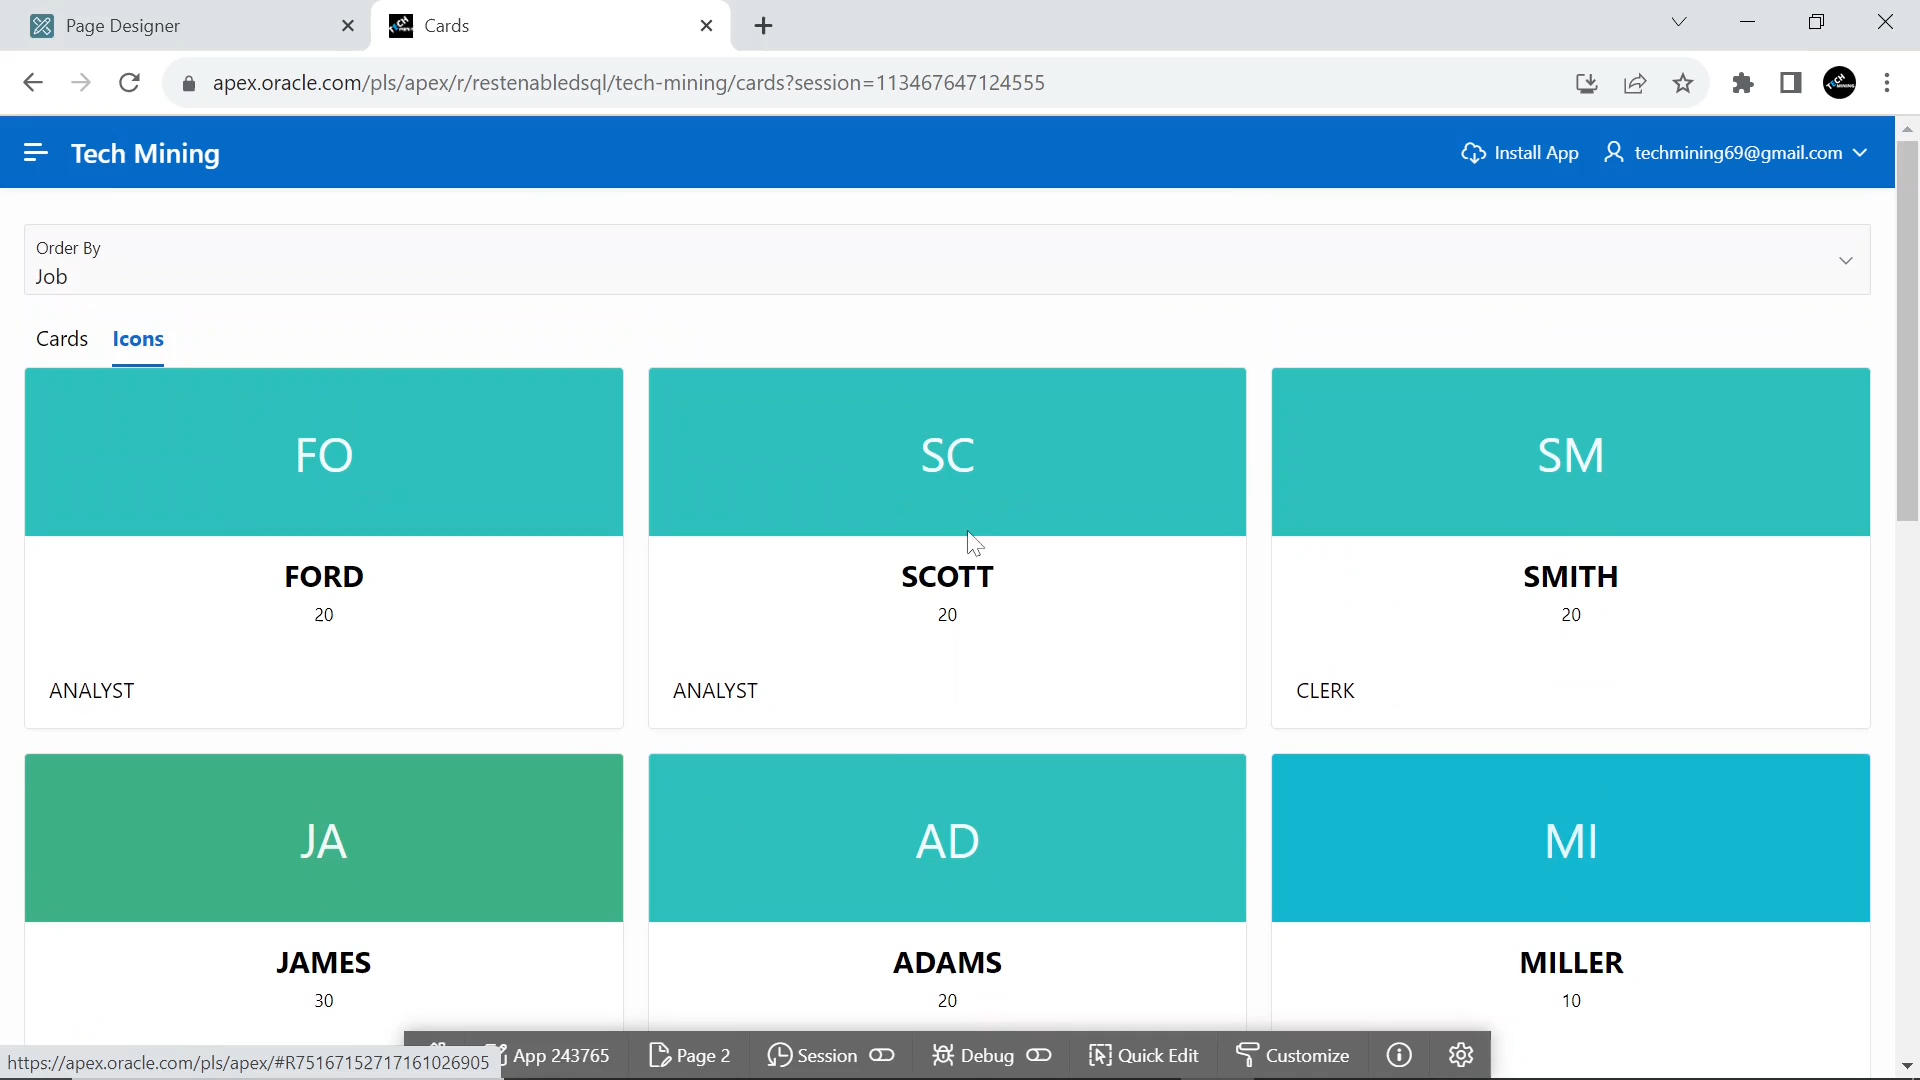 Page Designer
Cards
apex.oracle.com/pls/apex/r/restenabledsql/tech-mining/cards?session=113467647124555
Tech Mining
Install App
techmining69@gmail.com
Order By
Job
Cards
Icons
FO
SC
SM
FORD
SCOTT
SMITH
20
20
20
ANALYST
ANALYST
CLERK
JA
AD
MI
JAMES
ADAMS
MILLER
30
20
10
https://apex.oracle.com/pls/apex/#R75167152717161026905
App 243765
Page 2
Session
Debug
Quick Edit
Customize